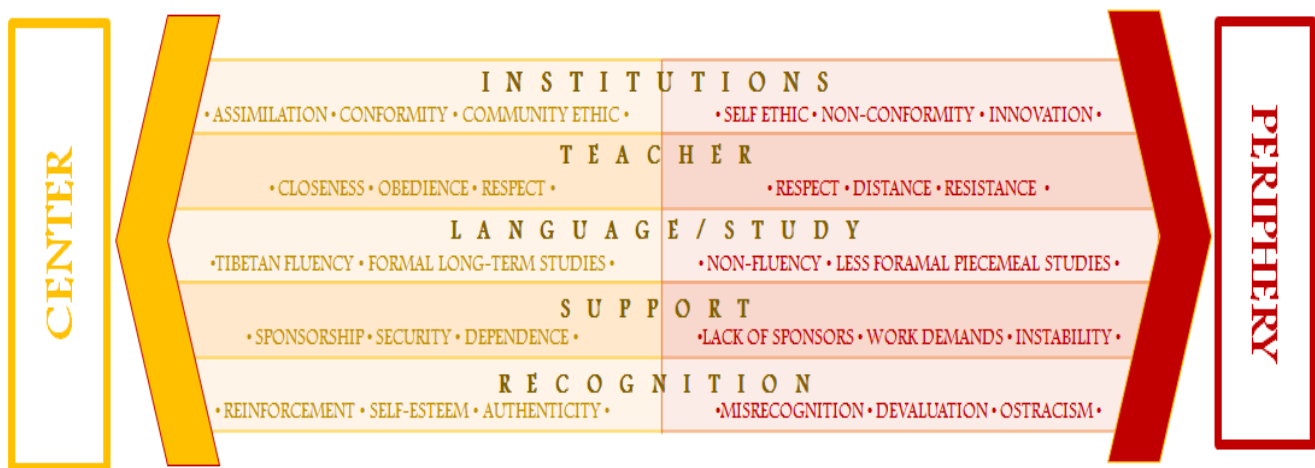 CENTER
INSTITUTIONS
• ASSIMILATION • CONFORMITY • COMMUNITY ETHIC •
• SELF ETHIC • NON-CONFORMITY • INNOVATION •
TEACHER
• CLOSENESS • OBEDIENCE • RESPECT •
• RESPECT • DISTANCE • RESISTANCE •
LANGUAGE/STUDY
•TIBETAN FLUENCY • FORMAL LONG-TERM STUDIES •
• NON-FLUENCY • LESS FORAMAL PIECEMEAL STUDIES •
SUPPORT
• SPONSORSHIP • SECURITY • DEPENDENCE •
•LACK OF SPONSORS • WORK DEMANDS • INSTABILITY •
RECOGNITION
• REINFORCEMENT • SELF-ESTEEM • AUTHENTICITY •
•MISRECOGNITION • DEVALUATION • OSTRACISM •
PERIPHERY